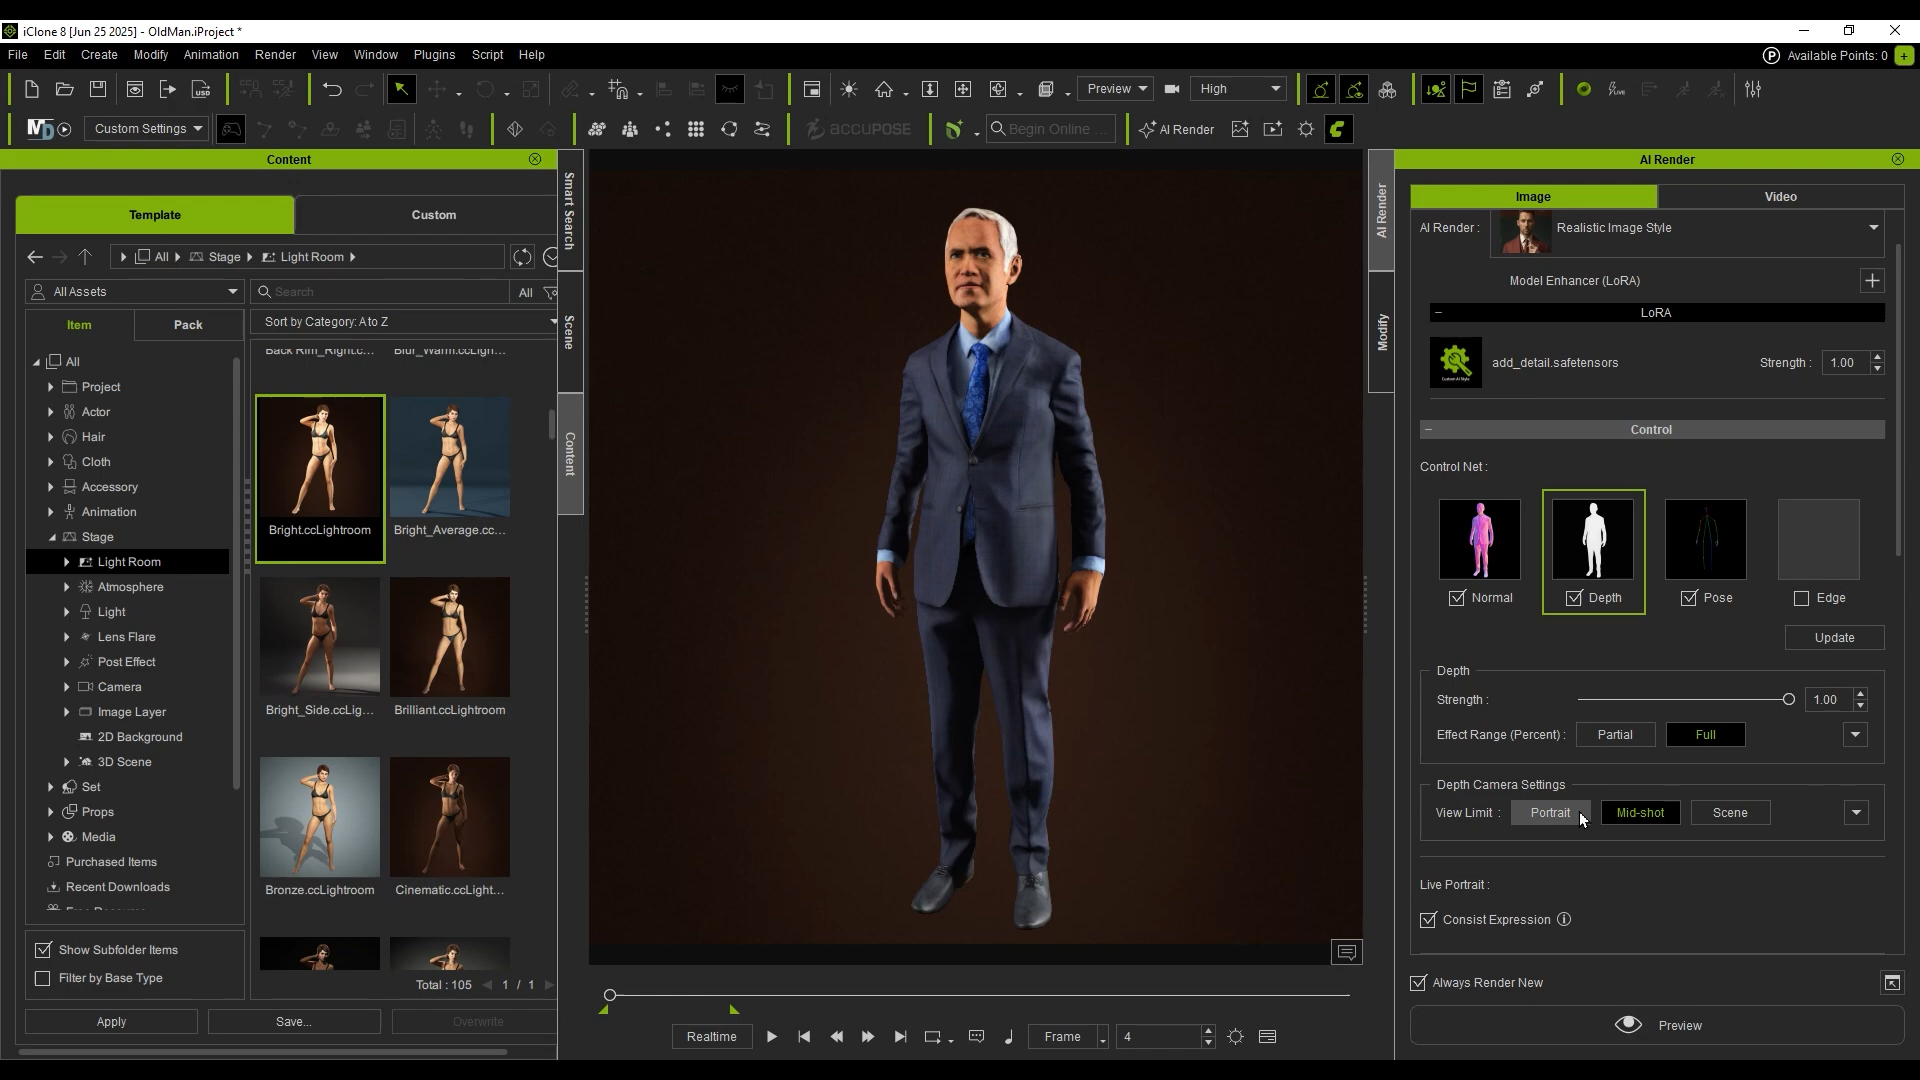 iClone 8 [Jun 25 2025] - OldMan.iProject *
File Edit Create Modify Animation Render View Window Plugins Script Help
P Available Points: 0 +
Preview High
MD Custom Settings ACCUPOSE Begin Online ... AI Render
Content
Template Custom
All Stage Light Room
All Assets Search All
Item Pack Sort by Category: A to Z
Back Rim_Right.c... Blur_Warm.ccLigh...
All
Project
Actor
Hair
Cloth
Accessory
Animation
Stage
Light Room
Atmosphere
Light
Lens Flare
Post Effect
Camera
Image Layer
2D Background
3D Scene
Set
Props
Media
Purchased Items
Recent Downloads
Show Subfolder Items
Filter by Base Type
Bright.ccLightroom Bright_Average.cc...
Bright_Side.ccLig... Brilliant.ccLightroom
Bronze.ccLightroom Cinematic.ccLight...
Total : 105 1 / 1
Apply Save... Overwrite
Smart Search
Scene
Content
Realtime Frame 4
AI Render
Modify
AI Render
Image Video
AI Render : Realistic Image Style
Model Enhancer (LoRA) +
LoRA
add_detail.safetensors Strength : 1.00
Control
Control Net :
Normal Depth Pose Edge
Update
Depth
Strength : 1.00
Effect Range (Percent) : Partial Full
Depth Camera Settings
View Limit : Portrait Mid-shot Scene
Live Portrait :
Consist Expression
Always Render New
Preview